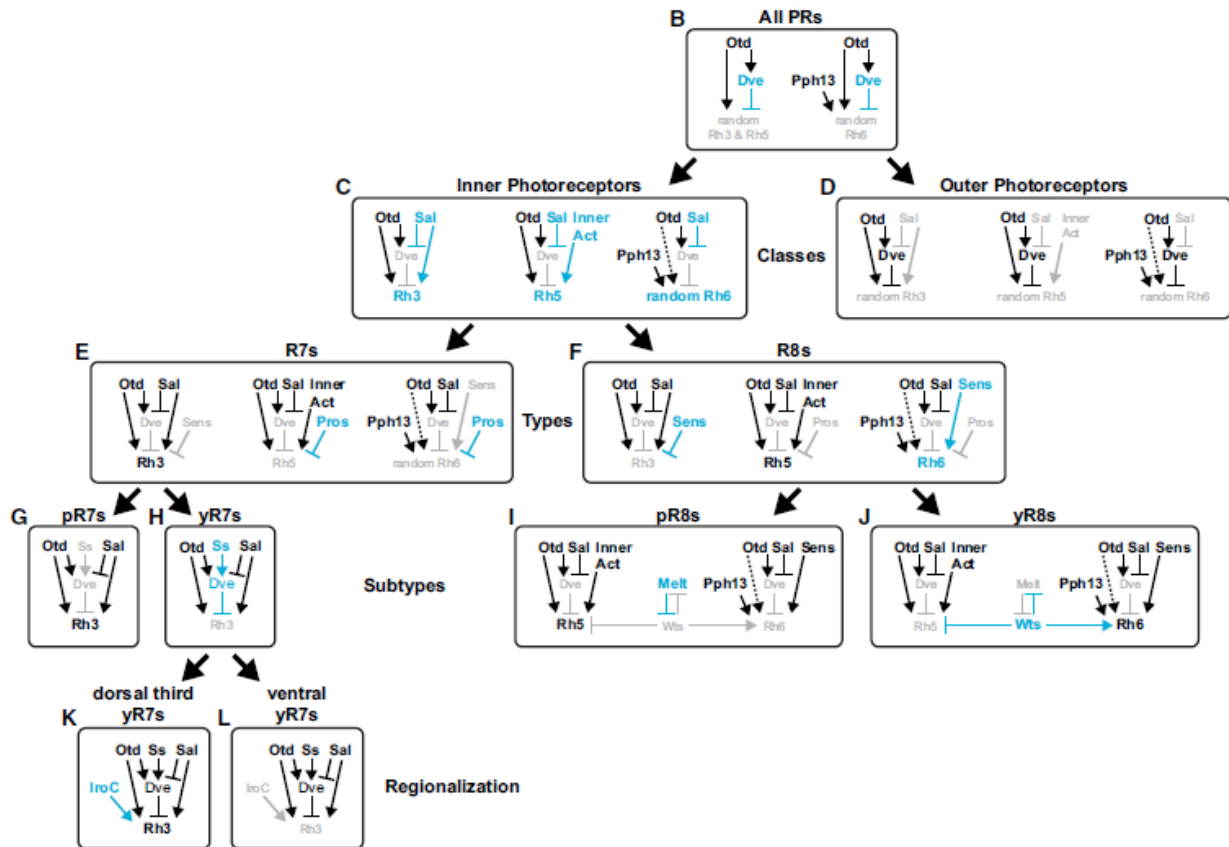 B All PRs
Otd Otd
Dve Pph13 Dve
random random
Rh3 & Rh5 Rh6
C Inner Photoreceptors
Otd Sal Otd Sal Inner Otd Sal
Act
Dve Dve Pph13 Dve
Rh3 Rh5 random Rh6
Classes
D Outer Photoreceptors
Otd Sal Otd Sal Inner Otd Sal
Act
Dve Dve Pph13 Dve
random Rh3 random Rh5 random Rh6
E R7s
Otd Sal Otd Sal Inner Otd Sal Sens
Act
Dve Sens Dve Pros Pph13 Dve Pros
Rh3 Rh5 random Rh6
Types
F R8s
Otd Sal Otd Sal Inner Otd Sal Sens
Act
Dve Sens Dve Pros Pph13 Dve Pros
Rh3 Rh5 Rh6
G pR7s
Otd Ss Sal
Dve
Rh3
H yR7s
Otd Ss Sal
Dve
Rh3
Subtypes
I pR8s
Otd Sal Inner Otd Sal Sens
Act
Dve Melt Pph13 Dve
Rh5 Wts Rh6
J yR8s
Otd Sal Inner Otd Sal Sens
Act
Dve Melt Pph13 Dve
Rh5 Wts Rh6
dorsal third
K yR7s
Otd Ss Sal
IroC Dve
Rh3
ventral
L yR7s
Otd Ss Sal
IroC Dve
Rh3
Regionalization